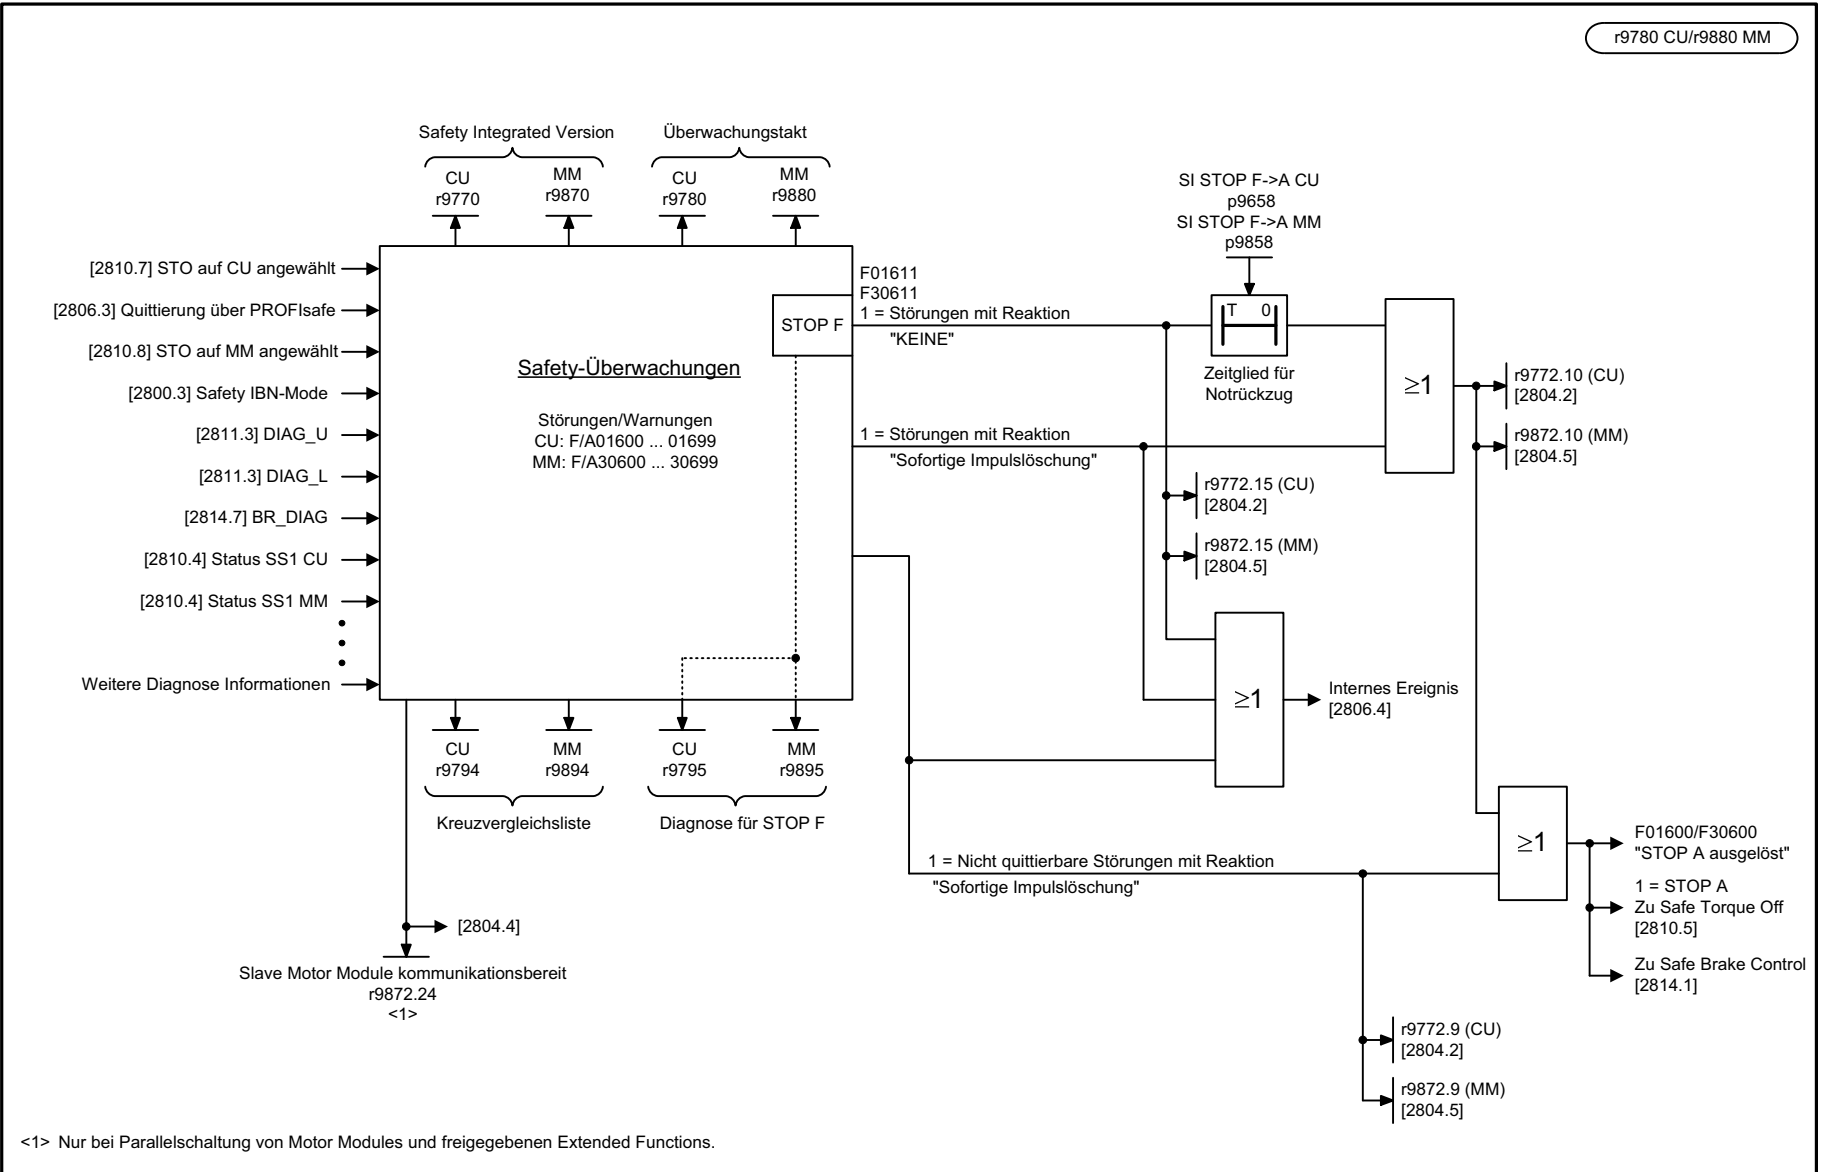 r9780 CU/r9880 MM
Safety Integrated Version
Überwachungstakt
CU
r9770
MM
r9870
CU
r9780
MM
r9880
SI STOP F->A CU
p9658
SI STOP F->A MM
p9858
[2810.7] STO auf CU angewählt
[2806.3] Quittierung über PROFIsafe
[2810.8] STO auf MM angewählt
[2800.3] Safety IBN-Mode
[2811.3] DIAG_U
[2811.3] DIAG_L
[2814.7] BR_DIAG
[2810.4] Status SS1 CU
[2810.4] Status SS1 MM
Weitere Diagnose Informationen
Safety-Überwachungen
Störungen/Warnungen
CU: F/A01600 ... 01699
MM: F/A30600 ... 30699
STOP F
F01611
F30611
1 = Störungen mit Reaktion
"KEINE"
T 0
Zeitglied für
Notrückzug
1 = Störungen mit Reaktion
"Sofortige Impulslöschung"
≥1
r9772.10 (CU)
[2804.2]
r9872.10 (MM)
[2804.5]
r9772.15 (CU)
[2804.2]
r9872.15 (MM)
[2804.5]
≥1
Internes Ereignis
[2806.4]
CU
r9794
MM
r9894
CU
r9795
MM
r9895
Kreuzvergleichsliste
Diagnose für STOP F
1 = Nicht quittierbare Störungen mit Reaktion
"Sofortige Impulslöschung"
≥1
F01600/F30600
"STOP A ausgelöst"
1 = STOP A
Zu Safe Torque Off
[2810.5]
Zu Safe Brake Control
[2814.1]
[2804.4]
Slave Motor Module kommunikationsbereit
r9872.24
<1>
r9772.9 (CU)
[2804.2]
r9872.9 (MM)
[2804.5]
<1> Nur bei Parallelschaltung von Motor Modules und freigegebenen Extended Functions.